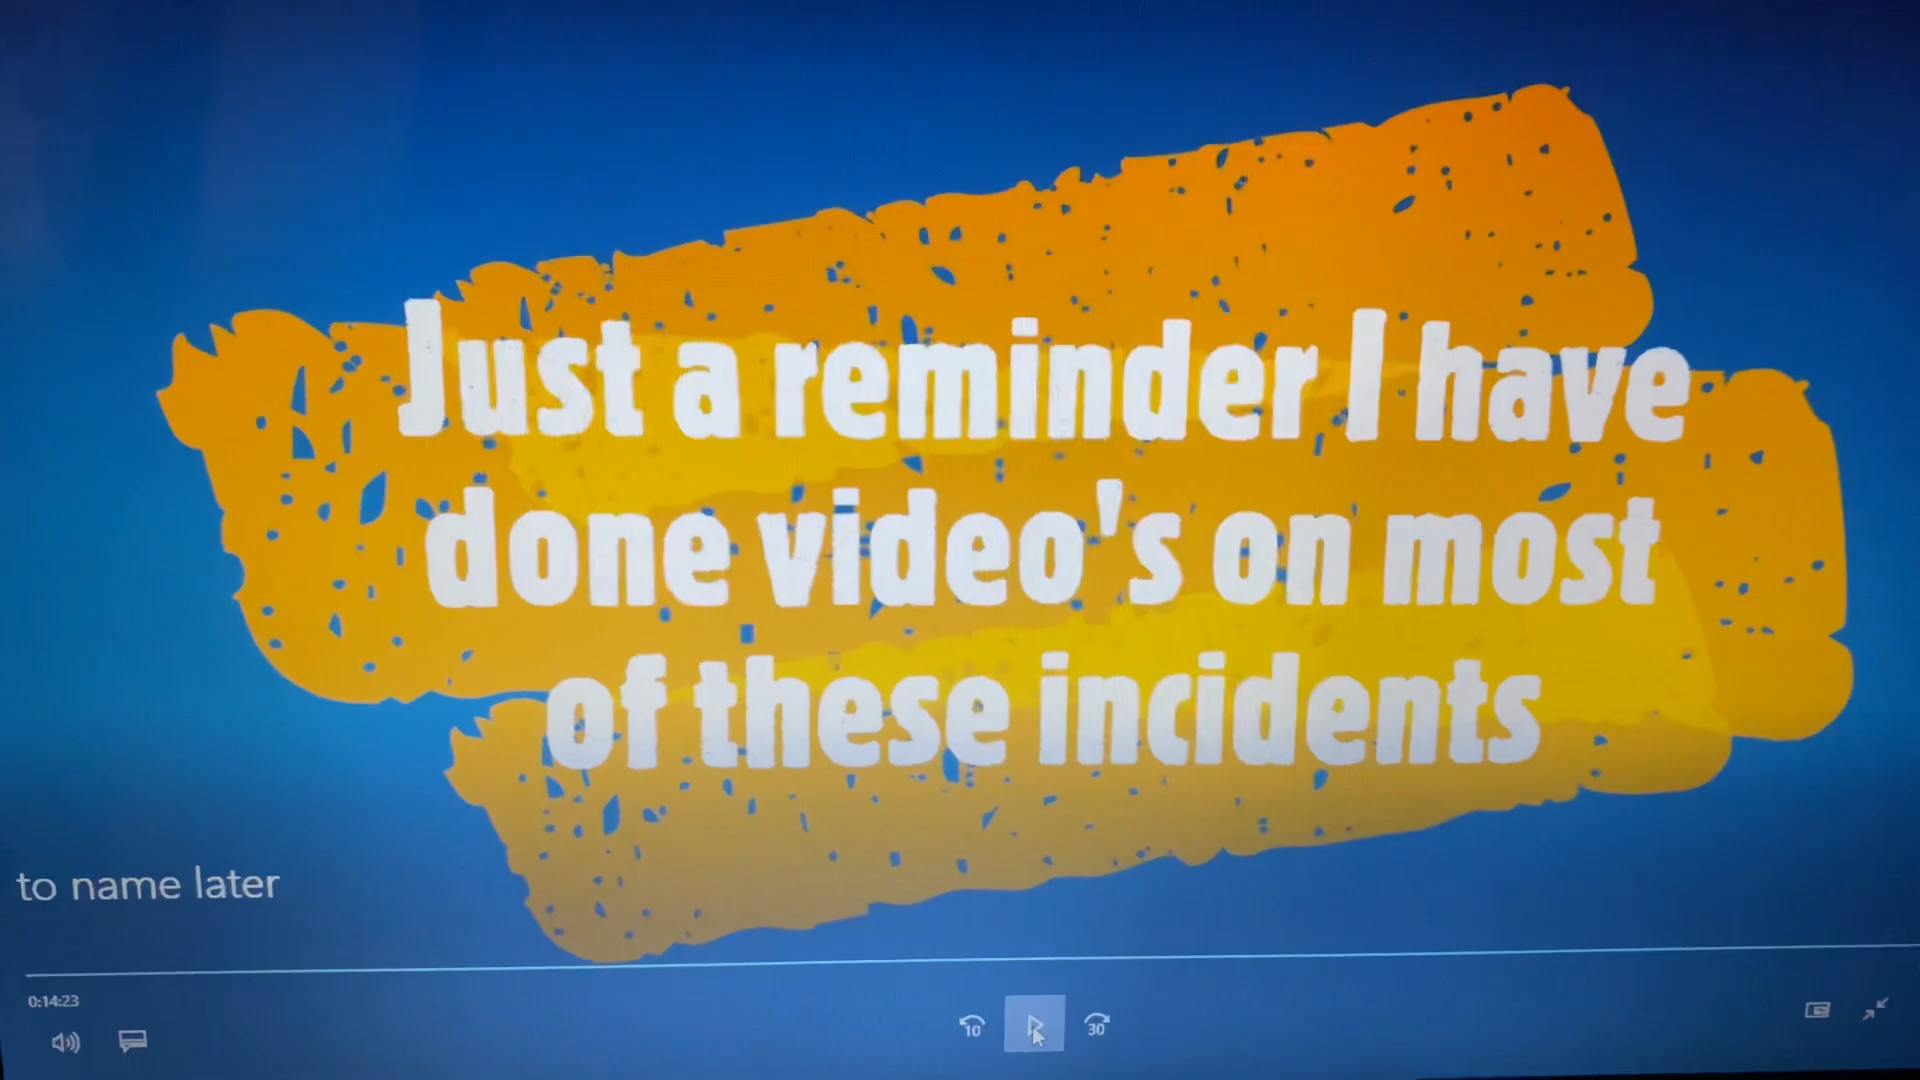 Just a reminder I have
done video's on most
of these incidents
to name later
0:14:23
10
30